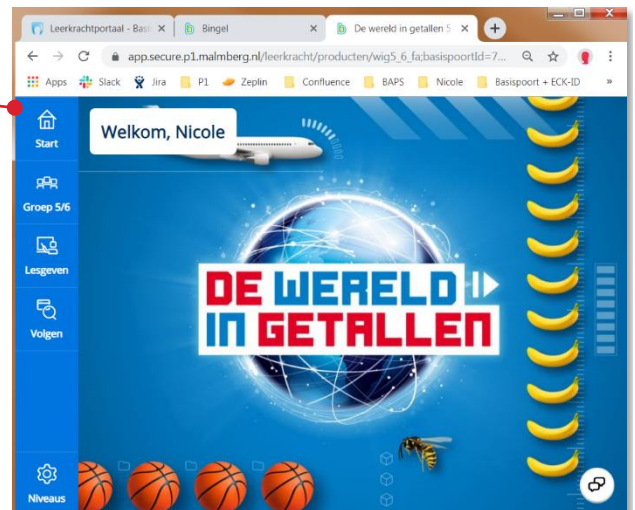 Leerkrachtportaal - Basi
Bingel
De wereld in getallen 5
app.secure.p1.malmberg.nl/leerkracht/producten/wig5_6_fa;basispoortId=7...
Apps Slack Jira P1 Zeplin Confluence BAPS Nicole Basispoort + ECK-ID »
Start
Welkom, Nicole
Groep 5/6
Lesgeven
Volgen
DE WERELD
IN GETALLEN
Niveaus